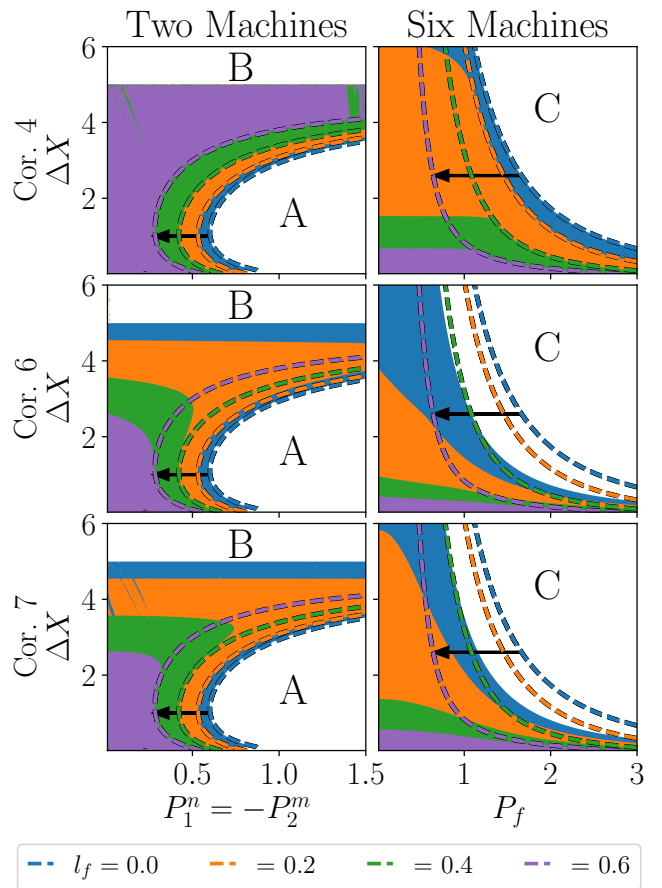 Two Machines Six Machines
6
B
4
2
Cor. 4
ΔX
A
C
6
B
4
2
Cor. 6
ΔX
A
C
6
B
4
2
Cor. 7
ΔX
A
C
0.5 1.0 1.5 1 2 3
P₁ⁿ = −P₂ᵐ P_f
l_f = 0.0 = 0.2 = 0.4 = 0.6